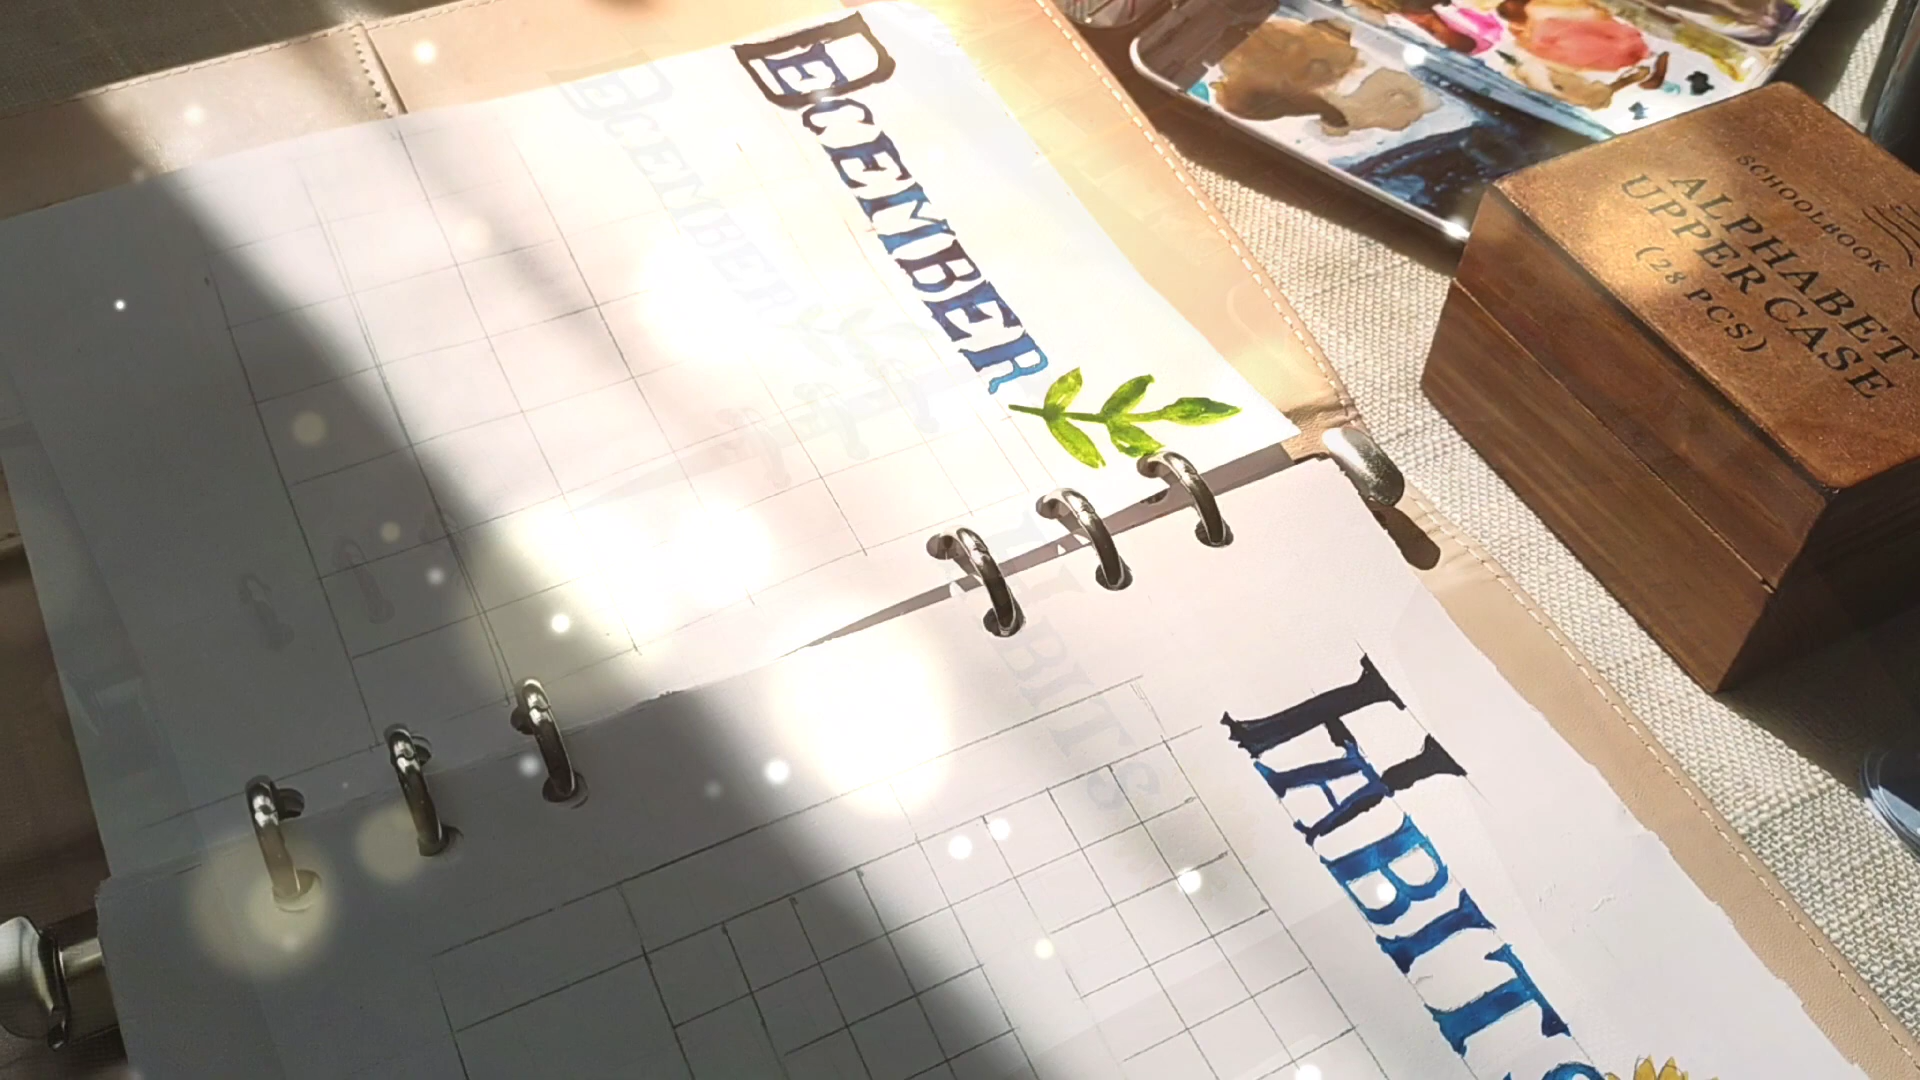 DECEMBER
HABITS
SCHOOLBOOK
ALPHABET
UPPER CASE
(28 PCS)